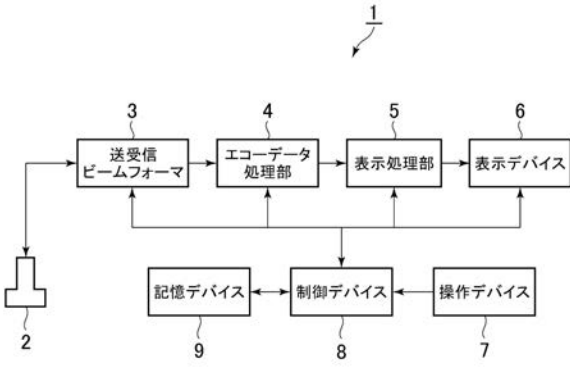 1
3
4
5
6
送受信
ビームフォーマ
エコーデータ
処理部
表示処理部
表示デバイス
記憶デバイス
制御デバイス
操作デバイス
2
9
8
7